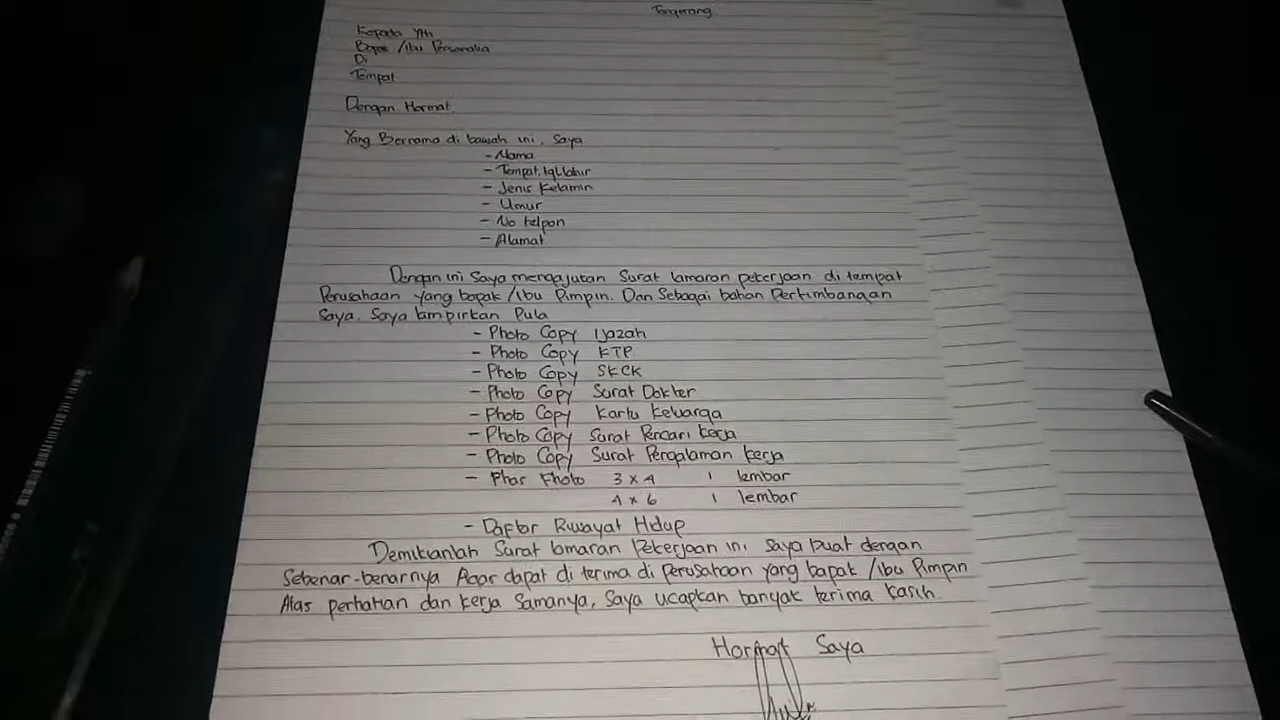 Tangerang
Kepada Yth
Bapak /Ibu Personalia
Di
Tempat
Dengan Hormat
Yang Bernama di bawah ini, Saya
- Nama
- Tempat, tgl lahir
- Jenis Kelamin
- Umur
- No telpon
- Alamat
Dengan ini Saya mengajukan Surat lamaran pekerjaan di tempat
Perusahaan yang bapak /ibu Pimpin. Dan Sebagai bahan Pertimbangan
Saya. Saya lampirkan Pula
- Photo Copy Ijazah
- Photo Copy KTP
- Photo Copy SKCK
- Photo Copy Surat Dokter
- Photo Copy Kartu Keluarga
- Photo Copy Surat Pencari kerja
- Photo Copy Surat Pengalaman kerja
- Phas Fhoto 3 x 4 1 lembar
4 x 6 1 lembar
- Daftar Riwayat Hdup
Demikianlah Surat lamaran Pekerjaan ini Saya buat dengan
Sebenar-benarnya Agar dapat di terima di perusahaan yang bapak /ibu Pimpin
Atas perhatian dan kerja Samanya, Saya ucapkan banyak terima kasih.
Hormat Saya